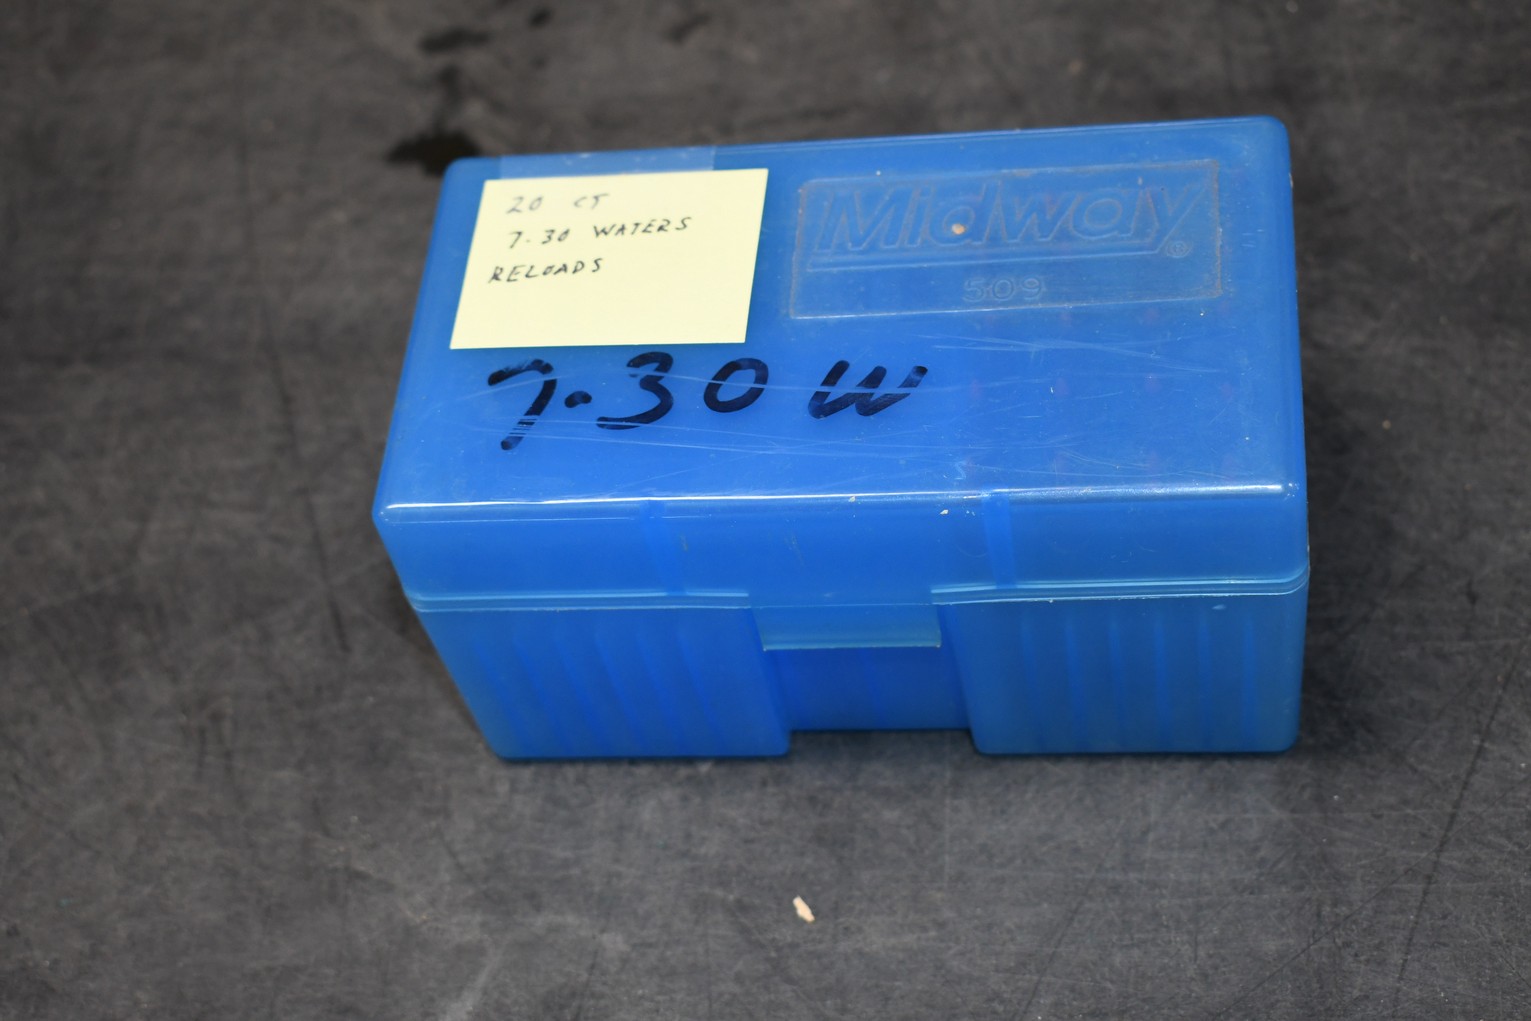 20 CT
7.30 WATERS
RELOADS
Midway®
509
7.30 W